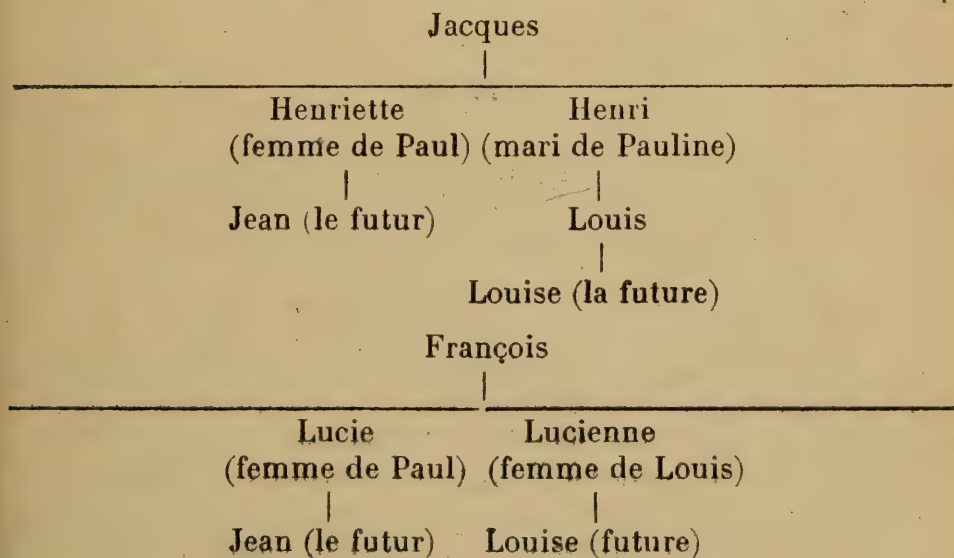 Jacques
Henriette Henri
(femme de Paul) (mari de Pauline)
Jean (le futur) Louis
Louise (la future)
François
Lucie Lucienne
(femme de Paul) (femme de Louis)
Jean (le futur) Louise (future)